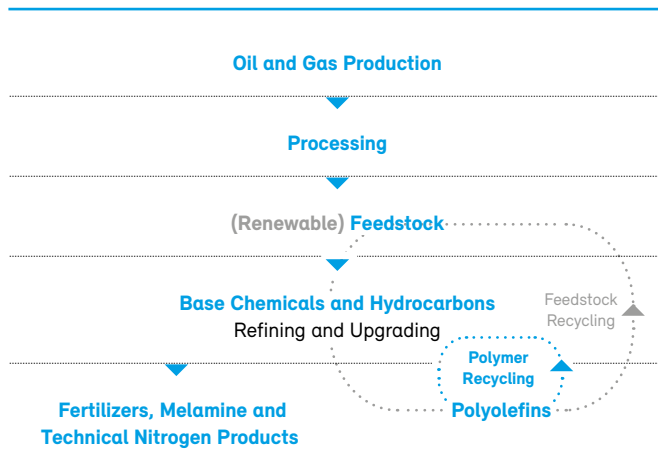 Oil and Gas Production
Processing
(Renewable) Feedstock
Base Chemicals and Hydrocarbons
Refining and Upgrading
Feedstock
Recycling
Polymer
Recycling
Fertilizers, Melamine and
Technical Nitrogen Products
Polyolefins